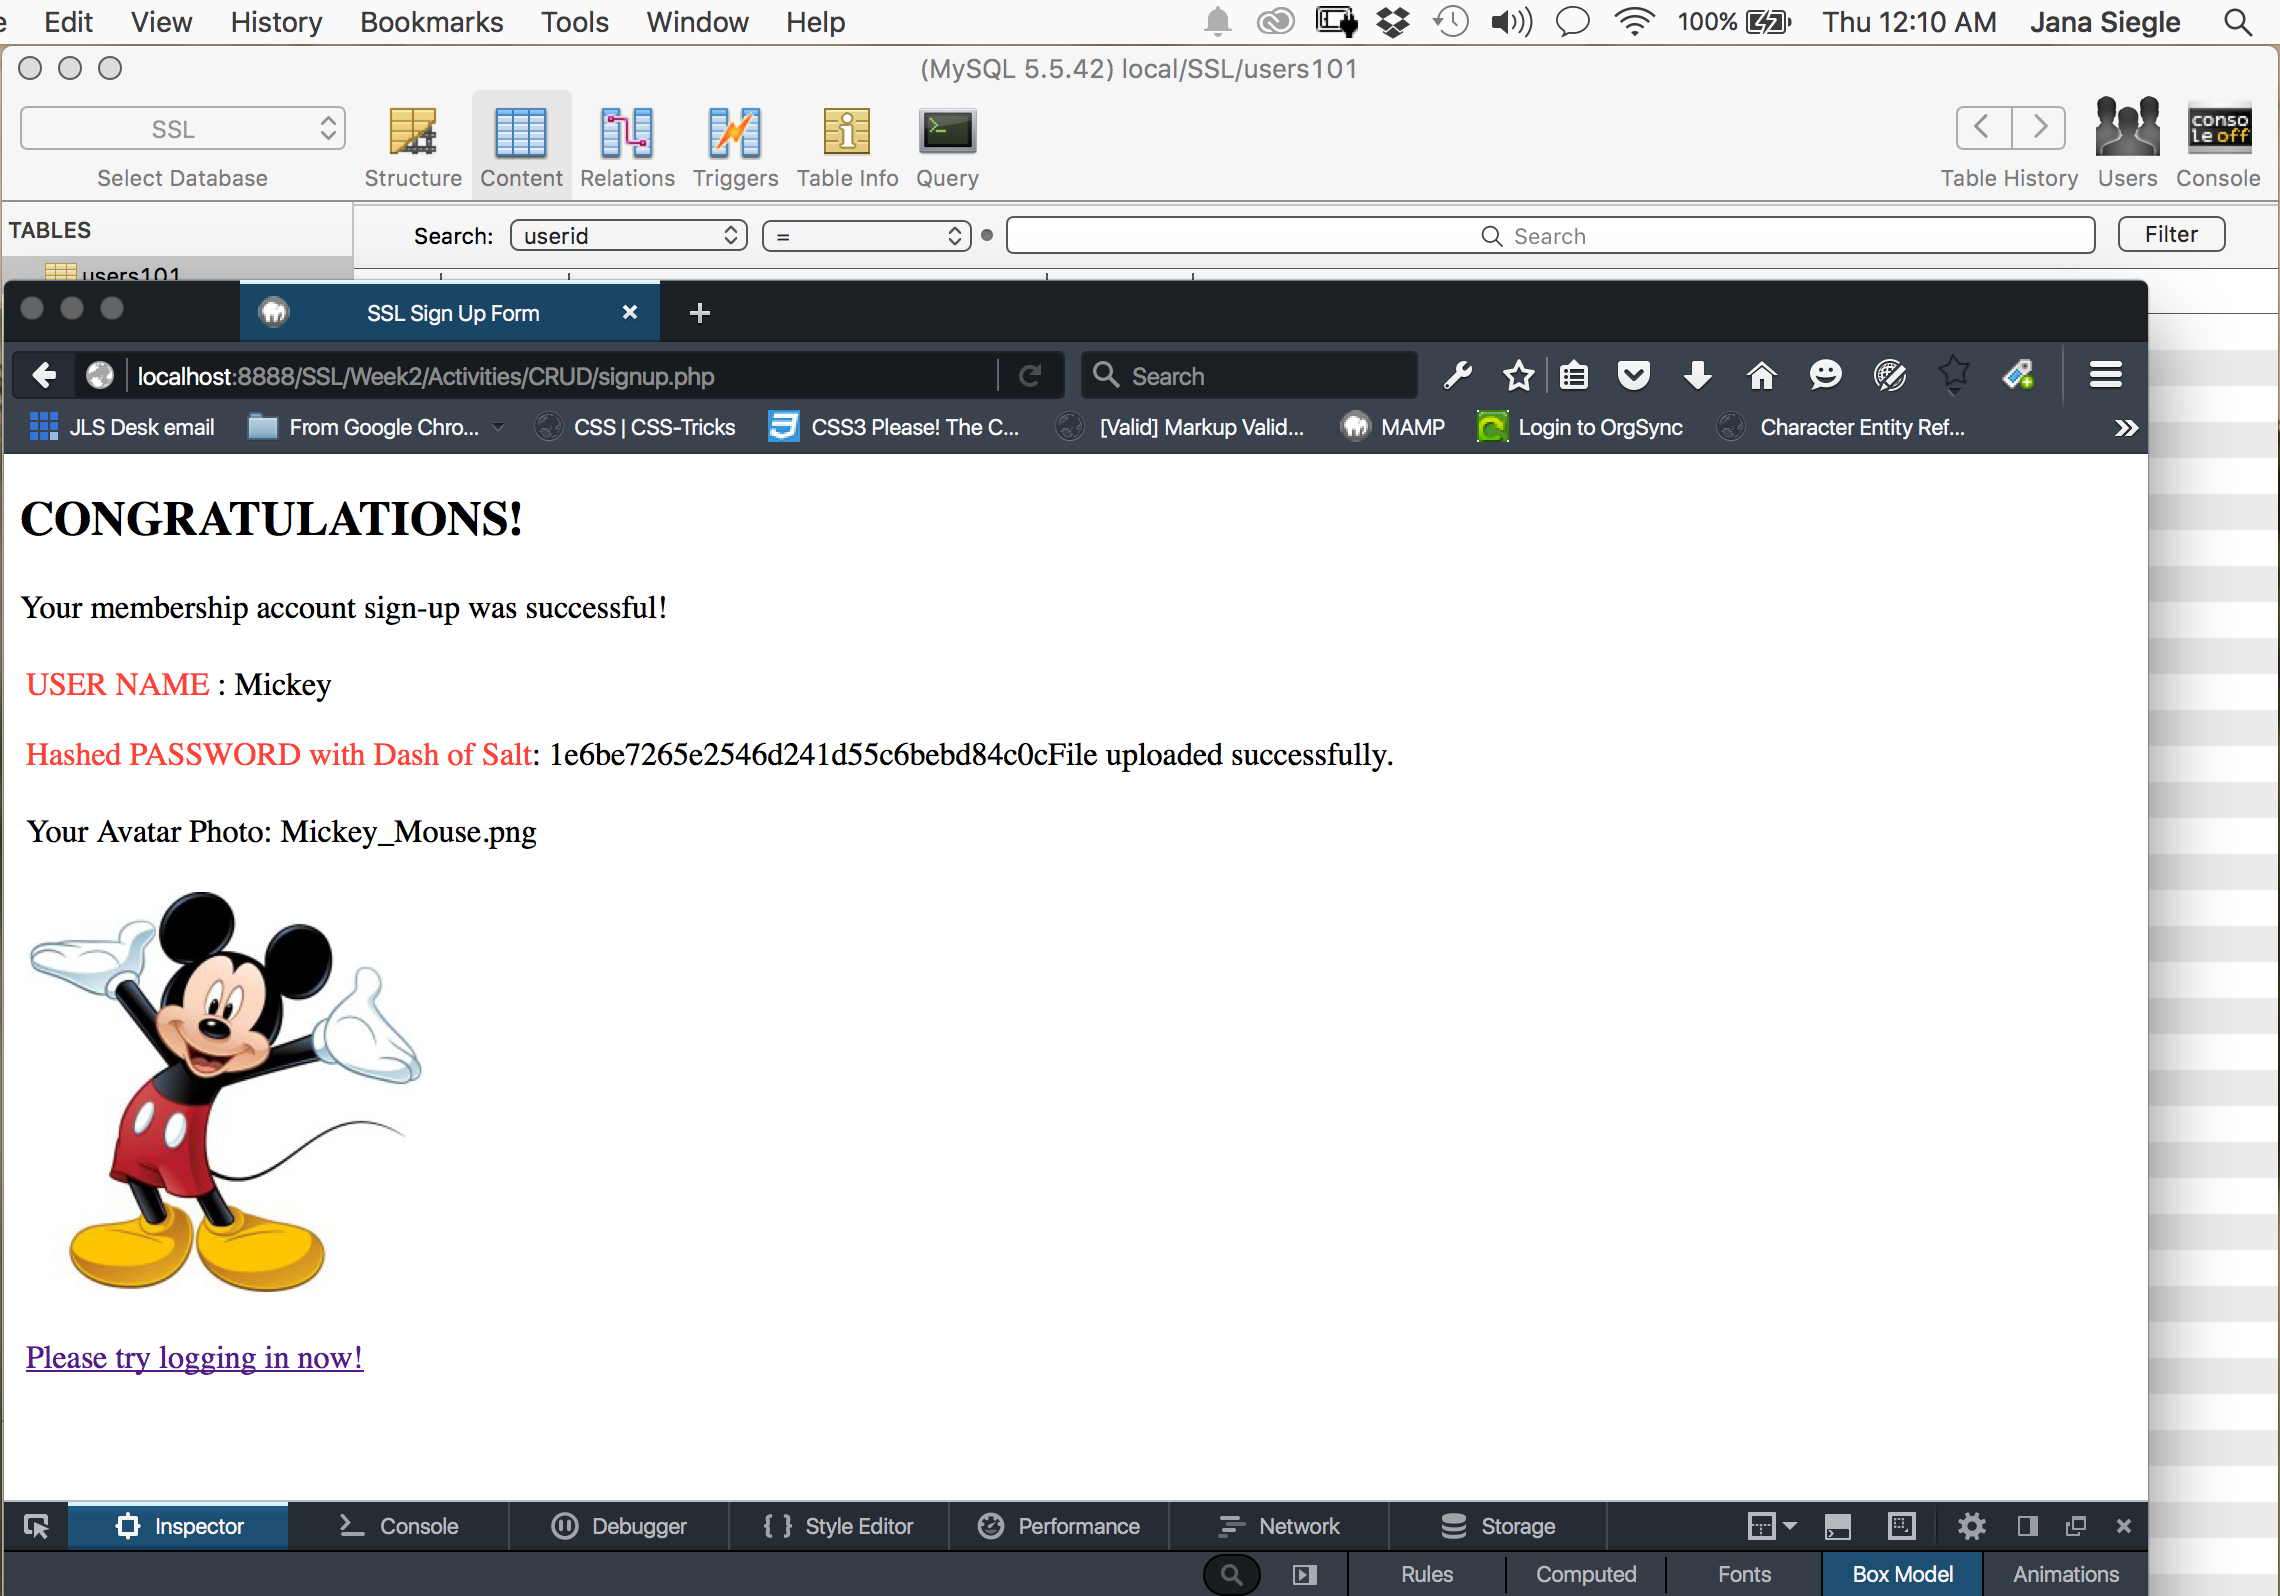 Edit View History Bookmarks Tools Window Help 100% Thu 12:10 AM Jana Siegle
(MySQL 5.5.42) local/SSL/users101
SSL
conso
le off
Select Database Structure Content Relations Triggers Table Info Query Table History Users Console
TABLES
Search: userid = Search Filter
users101
SSL Sign Up Form
localhost:8888/SSL/Week2/Activities/CRUD/signup.php Search
JLS Desk email From Google Chro... CSS | CSS-Tricks CSS3 Please! The C... [Valid] Markup Valid... MAMP Login to OrgSync Character Entity Ref...
CONGRATULATIONS!
Your membership account sign-up was successful!
USER NAME : Mickey
Hashed PASSWORD with Dash of Salt: 1e6be7265e2546d241d55c6bebd84c0cFile uploaded successfully.
Your Avatar Photo: Mickey_Mouse.png
Please try logging in now!
Inspector Console Debugger { } Style Editor Performance Network Storage
Rules Computed Fonts Box Model Animations